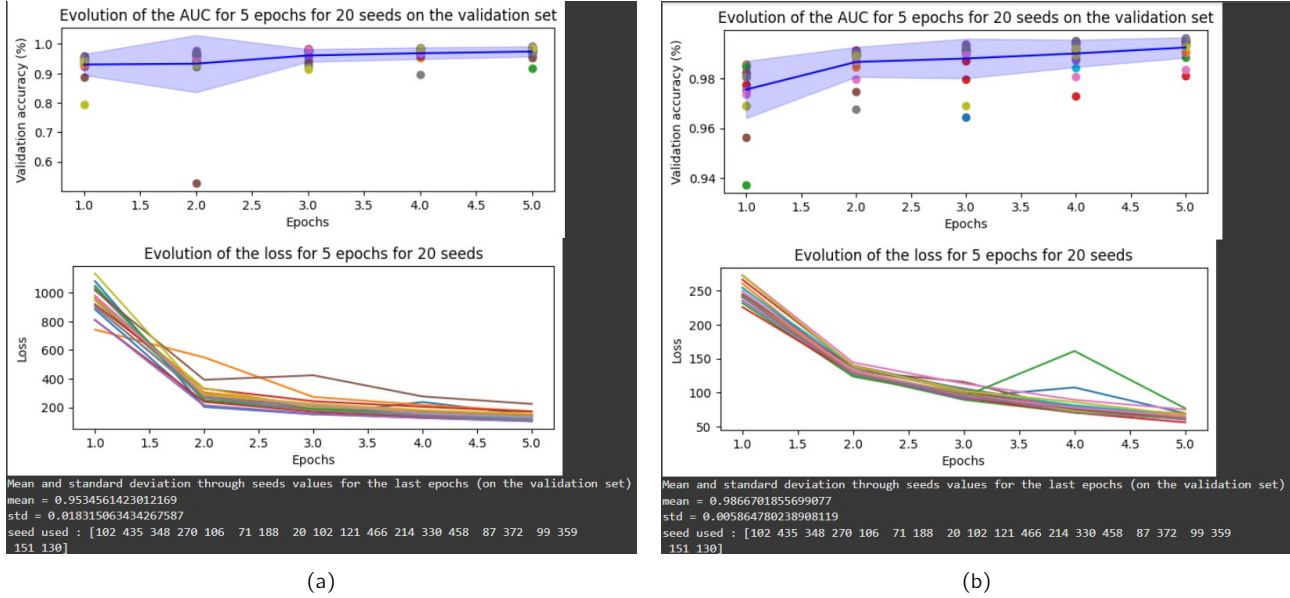 Evolution of the AUC for 5 epochs for 20 seeds on the validation set
Validation accuracy (%)
1.0
0.9
0.8
0.7
0.6
1.0 1.5 2.0 2.5 3.0 3.5 4.0 4.5 5.0
Epochs
Evolution of the loss for 5 epochs for 20 seeds
Loss
1000
800
600
400
200
1.0 1.5 2.0 2.5 3.0 3.5 4.0 4.5 5.0
Epochs
Mean and standard deviation through seeds values for the last epochs (on the validation set)
mean = 0.9534561423012169
std = 0.018315063434267587
seed used : [102 435 348 270 106 71 188 20 102 121 466 214 330 458 87 372 99 359
151 130]
(a)
Evolution of the AUC for 5 epochs for 20 seeds on the validation set
Validation accuracy (%)
0.98
0.96
0.94
1.0 1.5 2.0 2.5 3.0 3.5 4.0 4.5 5.0
Epochs
Evolution of the loss for 5 epochs for 20 seeds
Loss
250
200
150
100
50
1.0 1.5 2.0 2.5 3.0 3.5 4.0 4.5 5.0
Epochs
Mean and standard deviation through seeds values for the last epochs (on the validation set)
mean = 0.9866701855699077
std = 0.005864780238908119
seed used : [102 435 348 270 106 71 188 20 102 121 466 214 330 458 87 372 99 359
151 130]
(b)